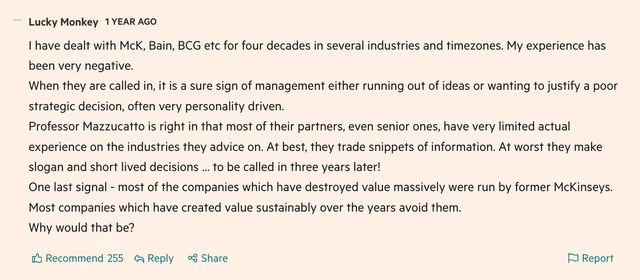 Lucky Monkey 1 YEAR AGO
I have dealt with McK, Bain, BCG etc for four decades in several industries and timezones. My experience has
been very negative.
When they are called in, it is a sure sign of management either running out of ideas or wanting to justify a poor
strategic decision, often very personality driven.
Professor Mazzucatto is right in that most of their partners, even senior ones, have very limited actual
experience on the industries they advice on. At best, they trade snippets of information. At worst they make
slogan and short lived decisions ... to be called in three years later!
One last signal - most of the companies which have destroyed value massively were run by former McKinseys.
Most companies which have created value sustainably over the years avoid them.
Why would that be?
Recommend 255 Reply Share Report